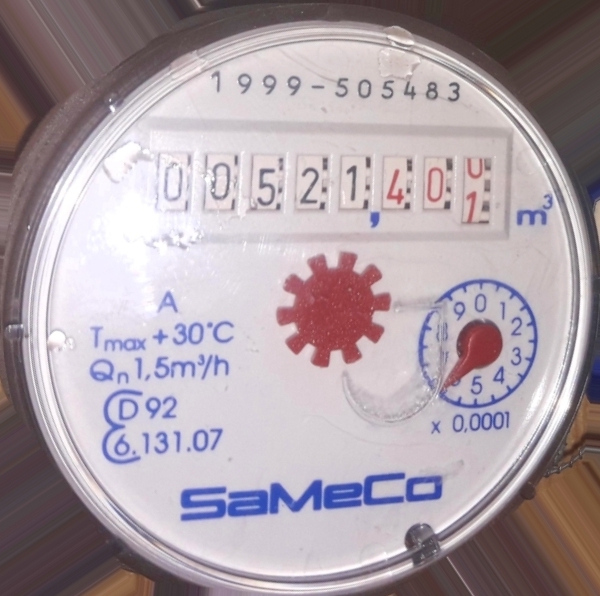 1999-505483
00521,40 m³
A
Tmax +30°C
Qn 1,5m³/h
D 92
6.131.07
9 0 1 2 3 4 5
x 0,0001
SaMeCo